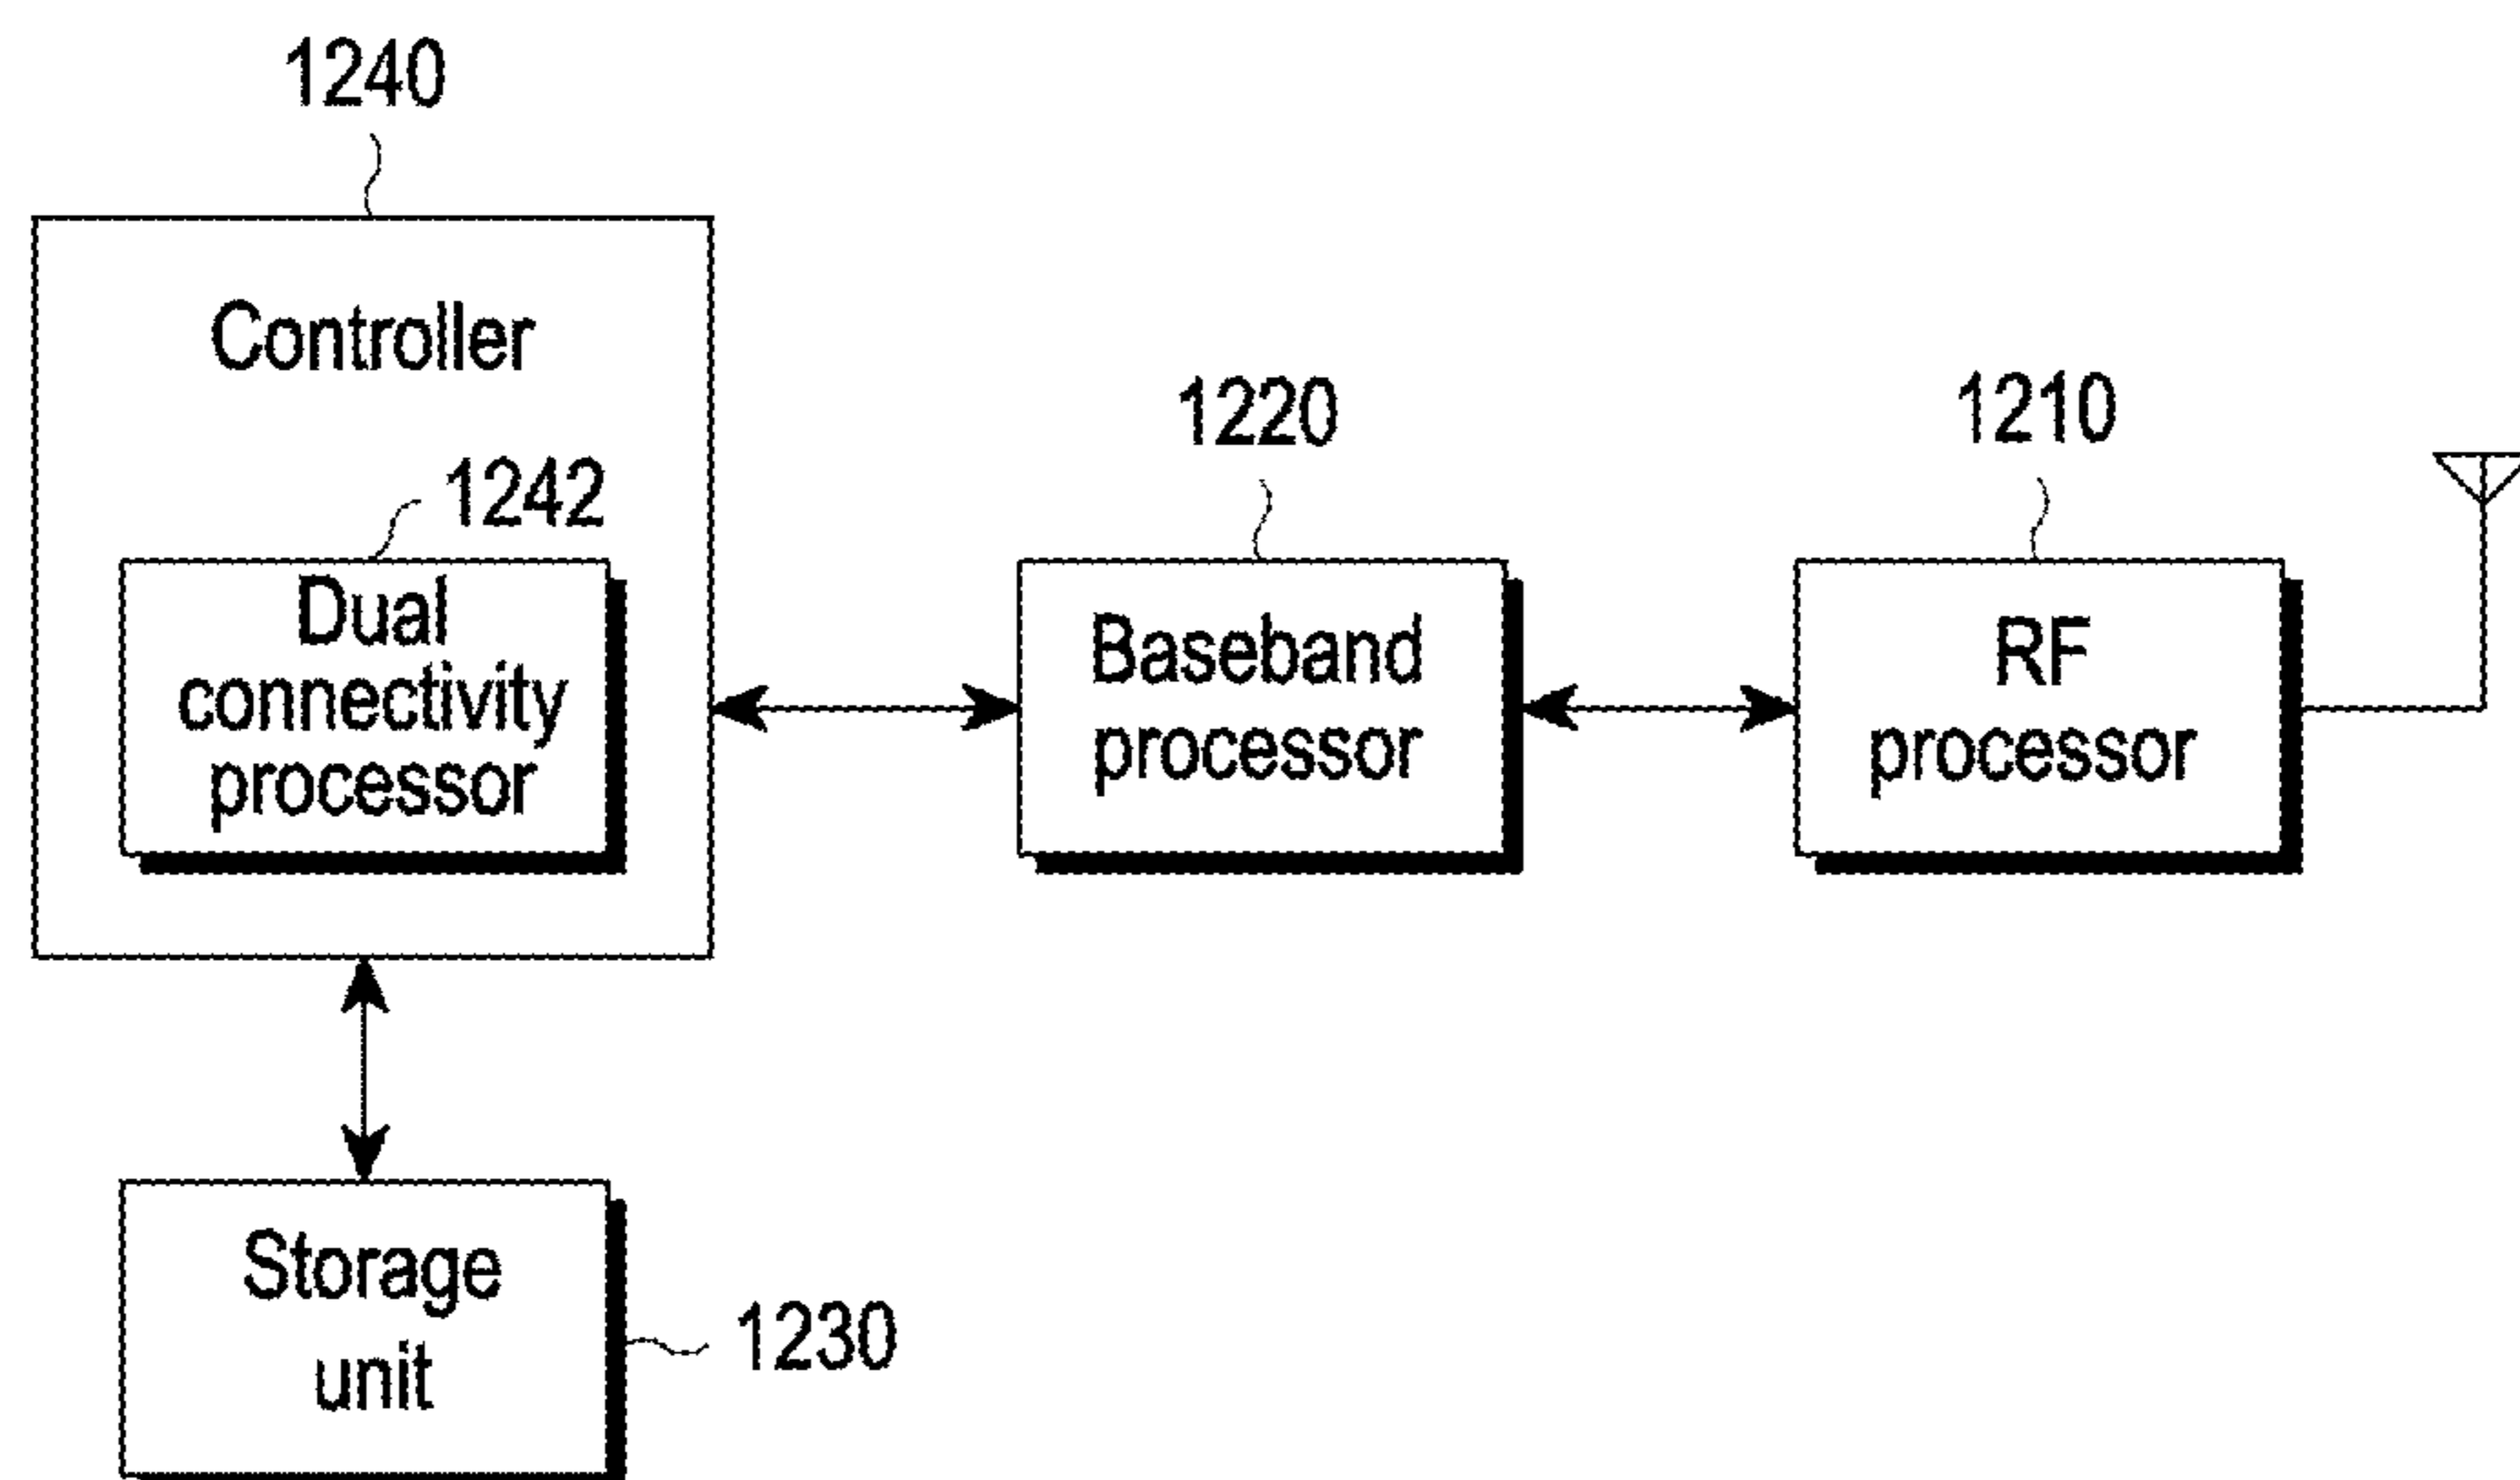 1240
Controller
1242
Dual
connectivity
processor
1220
Baseband
processor
1210
RF
processor
Storage
unit
1230